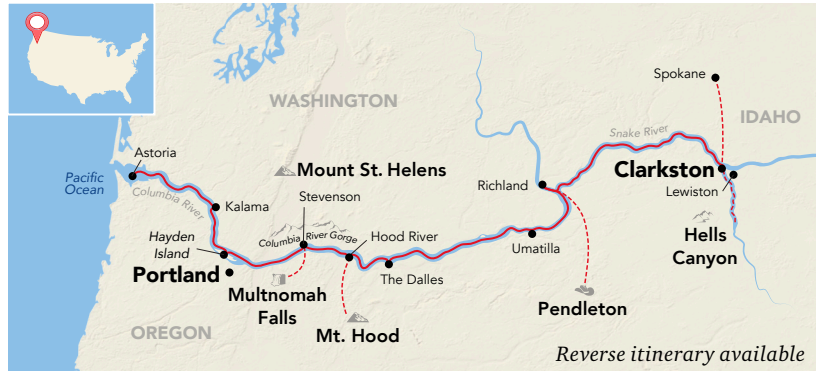 Spokane
WASHINGTON
IDAHO
Snake River
Astoria
Pacific
Ocean
Columbia River
Mount St. Helens
Clarkston
Richland
Lewiston
Stevenson
Kalama
Columbia River Gorge
Hood River
Umatilla
Hayden
Island
Hells
Canyon
Portland
The Dalles
Multnomah
Falls
Pendleton
Mt. Hood
OREGON
Reverse itinerary available